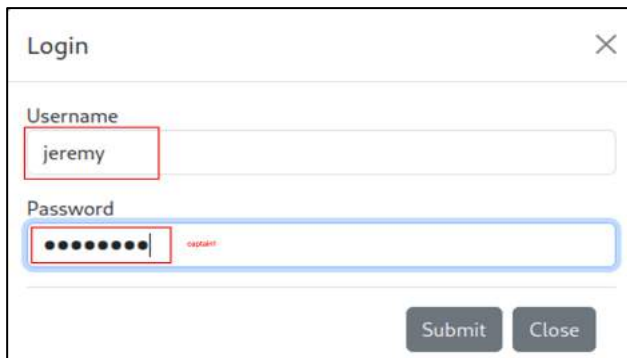 Login
Username
jeremy
Password
●●●●●●●●
Submit Close